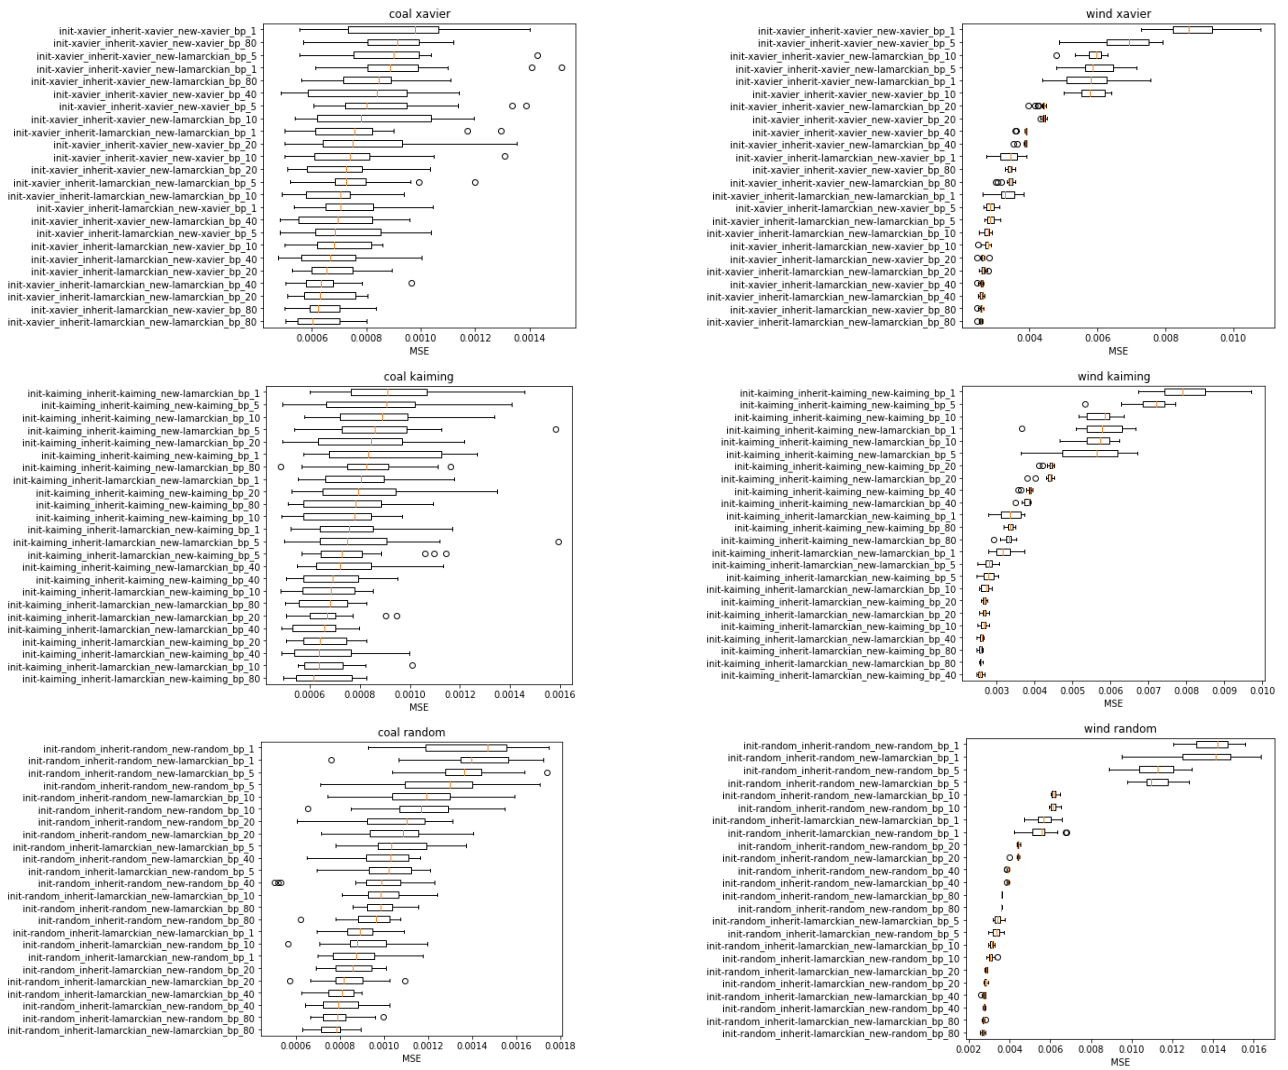 coal xavier
init-xavier_inherit-xavier_new-xavier_bp_1
init-xavier_inherit-xavier_new-xavier_bp_80
init-xavier_inherit-xavier_new-lamarckian_bp_5
init-xavier_inherit-xavier_new-lamarckian_bp_1
init-xavier_inherit-xavier_new-lamarckian_bp_80
init-xavier_inherit-xavier_new-xavier_bp_40
init-xavier_inherit-xavier_new-xavier_bp_5
init-xavier_inherit-xavier_new-xavier_bp_10
init-xavier_inherit-lamarckian_new-lamarckian_bp_1
init-xavier_inherit-xavier_new-xavier_bp_20
init-xavier_inherit-xavier_new-lamarckian_bp_10
init-xavier_inherit-xavier_new-lamarckian_bp_20
init-xavier_inherit-lamarckian_new-lamarckian_bp_5
init-xavier_inherit-lamarckian_new-lamarckian_bp_10
init-xavier_inherit-lamarckian_new-xavier_bp_1
init-xavier_inherit-xavier_new-lamarckian_bp_40
init-xavier_inherit-lamarckian_new-xavier_bp_5
init-xavier_inherit-lamarckian_new-xavier_bp_10
init-xavier_inherit-lamarckian_new-xavier_bp_40
init-xavier_inherit-lamarckian_new-xavier_bp_20
init-xavier_inherit-lamarckian_new-lamarckian_bp_40
init-xavier_inherit-lamarckian_new-lamarckian_bp_20
init-xavier_inherit-lamarckian_new-xavier_bp_80
init-xavier_inherit-lamarckian_new-lamarckian_bp_80
0.0006 0.0008 0.0010 0.0012 0.0014
MSE
wind xavier
init-xavier_inherit-xavier_new-xavier_bp_1
init-xavier_inherit-xavier_new-xavier_bp_5
init-xavier_inherit-xavier_new-lamarckian_bp_10
init-xavier_inherit-xavier_new-lamarckian_bp_5
init-xavier_inherit-xavier_new-lamarckian_bp_1
init-xavier_inherit-xavier_new-xavier_bp_10
init-xavier_inherit-xavier_new-lamarckian_bp_20
init-xavier_inherit-xavier_new-xavier_bp_20
init-xavier_inherit-xavier_new-xavier_bp_40
init-xavier_inherit-xavier_new-lamarckian_bp_40
init-xavier_inherit-lamarckian_new-xavier_bp_1
init-xavier_inherit-xavier_new-xavier_bp_80
init-xavier_inherit-xavier_new-lamarckian_bp_80
init-xavier_inherit-lamarckian_new-lamarckian_bp_1
init-xavier_inherit-lamarckian_new-xavier_bp_5
init-xavier_inherit-lamarckian_new-lamarckian_bp_5
init-xavier_inherit-lamarckian_new-lamarckian_bp_10
init-xavier_inherit-lamarckian_new-xavier_bp_10
init-xavier_inherit-lamarckian_new-xavier_bp_20
init-xavier_inherit-lamarckian_new-lamarckian_bp_20
init-xavier_inherit-lamarckian_new-lamarckian_bp_40
init-xavier_inherit-lamarckian_new-xavier_bp_40
init-xavier_inherit-lamarckian_new-xavier_bp_80
init-xavier_inherit-lamarckian_new-lamarckian_bp_80
0.004 0.006 0.008 0.010
MSE
coal kaiming
init-kaiming_inherit-kaiming_new-lamarckian_bp_1
init-kaiming_inherit-kaiming_new-kaiming_bp_5
init-kaiming_inherit-kaiming_new-lamarckian_bp_10
init-kaiming_inherit-kaiming_new-lamarckian_bp_5
init-kaiming_inherit-kaiming_new-lamarckian_bp_20
init-kaiming_inherit-kaiming_new-kaiming_bp_1
init-kaiming_inherit-kaiming_new-lamarckian_bp_80
init-kaiming_inherit-lamarckian_new-lamarckian_bp_1
init-kaiming_inherit-kaiming_new-kaiming_bp_20
init-kaiming_inherit-kaiming_new-kaiming_bp_80
init-kaiming_inherit-kaiming_new-kaiming_bp_10
init-kaiming_inherit-lamarckian_new-kaiming_bp_1
init-kaiming_inherit-lamarckian_new-lamarckian_bp_5
init-kaiming_inherit-lamarckian_new-kaiming_bp_5
init-kaiming_inherit-kaiming_new-lamarckian_bp_40
init-kaiming_inherit-kaiming_new-kaiming_bp_40
init-kaiming_inherit-lamarckian_new-kaiming_bp_10
init-kaiming_inherit-lamarckian_new-kaiming_bp_80
init-kaiming_inherit-lamarckian_new-lamarckian_bp_20
init-kaiming_inherit-lamarckian_new-lamarckian_bp_40
init-kaiming_inherit-lamarckian_new-kaiming_bp_20
init-kaiming_inherit-lamarckian_new-kaiming_bp_40
init-kaiming_inherit-lamarckian_new-lamarckian_bp_10
init-kaiming_inherit-lamarckian_new-lamarckian_bp_80
0.0006 0.0008 0.0010 0.0012 0.0014 0.0016
MSE
wind kaiming
init-kaiming_inherit-kaiming_new-kaiming_bp_1
init-kaiming_inherit-kaiming_new-kaiming_bp_5
init-kaiming_inherit-kaiming_new-kaiming_bp_10
init-kaiming_inherit-kaiming_new-lamarckian_bp_1
init-kaiming_inherit-kaiming_new-lamarckian_bp_10
init-kaiming_inherit-kaiming_new-lamarckian_bp_5
init-kaiming_inherit-kaiming_new-kaiming_bp_20
init-kaiming_inherit-kaiming_new-lamarckian_bp_20
init-kaiming_inherit-kaiming_new-kaiming_bp_40
init-kaiming_inherit-kaiming_new-lamarckian_bp_40
init-kaiming_inherit-lamarckian_new-kaiming_bp_1
init-kaiming_inherit-kaiming_new-kaiming_bp_80
init-kaiming_inherit-kaiming_new-lamarckian_bp_80
init-kaiming_inherit-lamarckian_new-lamarckian_bp_1
init-kaiming_inherit-lamarckian_new-lamarckian_bp_5
init-kaiming_inherit-lamarckian_new-kaiming_bp_5
init-kaiming_inherit-lamarckian_new-lamarckian_bp_10
init-kaiming_inherit-lamarckian_new-kaiming_bp_20
init-kaiming_inherit-lamarckian_new-lamarckian_bp_20
init-kaiming_inherit-lamarckian_new-kaiming_bp_10
init-kaiming_inherit-lamarckian_new-kaiming_bp_40
init-kaiming_inherit-lamarckian_new-kaiming_bp_80
init-kaiming_inherit-lamarckian_new-lamarckian_bp_80
init-kaiming_inherit-lamarckian_new-lamarckian_bp_40
0.003 0.004 0.005 0.006 0.007 0.008 0.009 0.010
MSE
coal random
init-random_inherit-random_new-random_bp_1
init-random_inherit-random_new-lamarckian_bp_1
init-random_inherit-random_new-lamarckian_bp_5
init-random_inherit-random_new-random_bp_5
init-random_inherit-random_new-lamarckian_bp_10
init-random_inherit-random_new-random_bp_10
init-random_inherit-random_new-random_bp_20
init-random_inherit-random_new-lamarckian_bp_20
init-random_inherit-lamarckian_new-lamarckian_bp_5
init-random_inherit-random_new-lamarckian_bp_40
init-random_inherit-lamarckian_new-random_bp_5
init-random_inherit-random_new-random_bp_40
init-random_inherit-lamarckian_new-lamarckian_bp_10
init-random_inherit-random_new-lamarckian_bp_80
init-random_inherit-random_new-random_bp_80
init-random_inherit-lamarckian_new-lamarckian_bp_1
init-random_inherit-lamarckian_new-random_bp_10
init-random_inherit-lamarckian_new-random_bp_1
init-random_inherit-lamarckian_new-random_bp_20
init-random_inherit-lamarckian_new-lamarckian_bp_20
init-random_inherit-lamarckian_new-random_bp_40
init-random_inherit-lamarckian_new-lamarckian_bp_40
init-random_inherit-lamarckian_new-random_bp_80
init-random_inherit-lamarckian_new-lamarckian_bp_80
0.0006 0.0008 0.0010 0.0012 0.0014 0.0016 0.0018
MSE
wind random
init-random_inherit-random_new-random_bp_1
init-random_inherit-random_new-lamarckian_bp_1
init-random_inherit-random_new-lamarckian_bp_5
init-random_inherit-random_new-random_bp_5
init-random_inherit-random_new-lamarckian_bp_10
init-random_inherit-random_new-random_bp_10
init-random_inherit-lamarckian_new-lamarckian_bp_1
init-random_inherit-lamarckian_new-random_bp_1
init-random_inherit-random_new-random_bp_20
init-random_inherit-random_new-lamarckian_bp_20
init-random_inherit-random_new-random_bp_40
init-random_inherit-random_new-lamarckian_bp_40
init-random_inherit-random_new-lamarckian_bp_80
init-random_inherit-random_new-random_bp_80
init-random_inherit-lamarckian_new-lamarckian_bp_5
init-random_inherit-lamarckian_new-random_bp_5
init-random_inherit-lamarckian_new-lamarckian_bp_10
init-random_inherit-lamarckian_new-random_bp_10
init-random_inherit-lamarckian_new-lamarckian_bp_20
init-random_inherit-lamarckian_new-random_bp_20
init-random_inherit-lamarckian_new-lamarckian_bp_40
init-random_inherit-lamarckian_new-random_bp_40
init-random_inherit-lamarckian_new-lamarckian_bp_80
init-random_inherit-lamarckian_new-random_bp_80
0.002 0.004 0.006 0.008 0.010 0.012 0.014 0.016
MSE